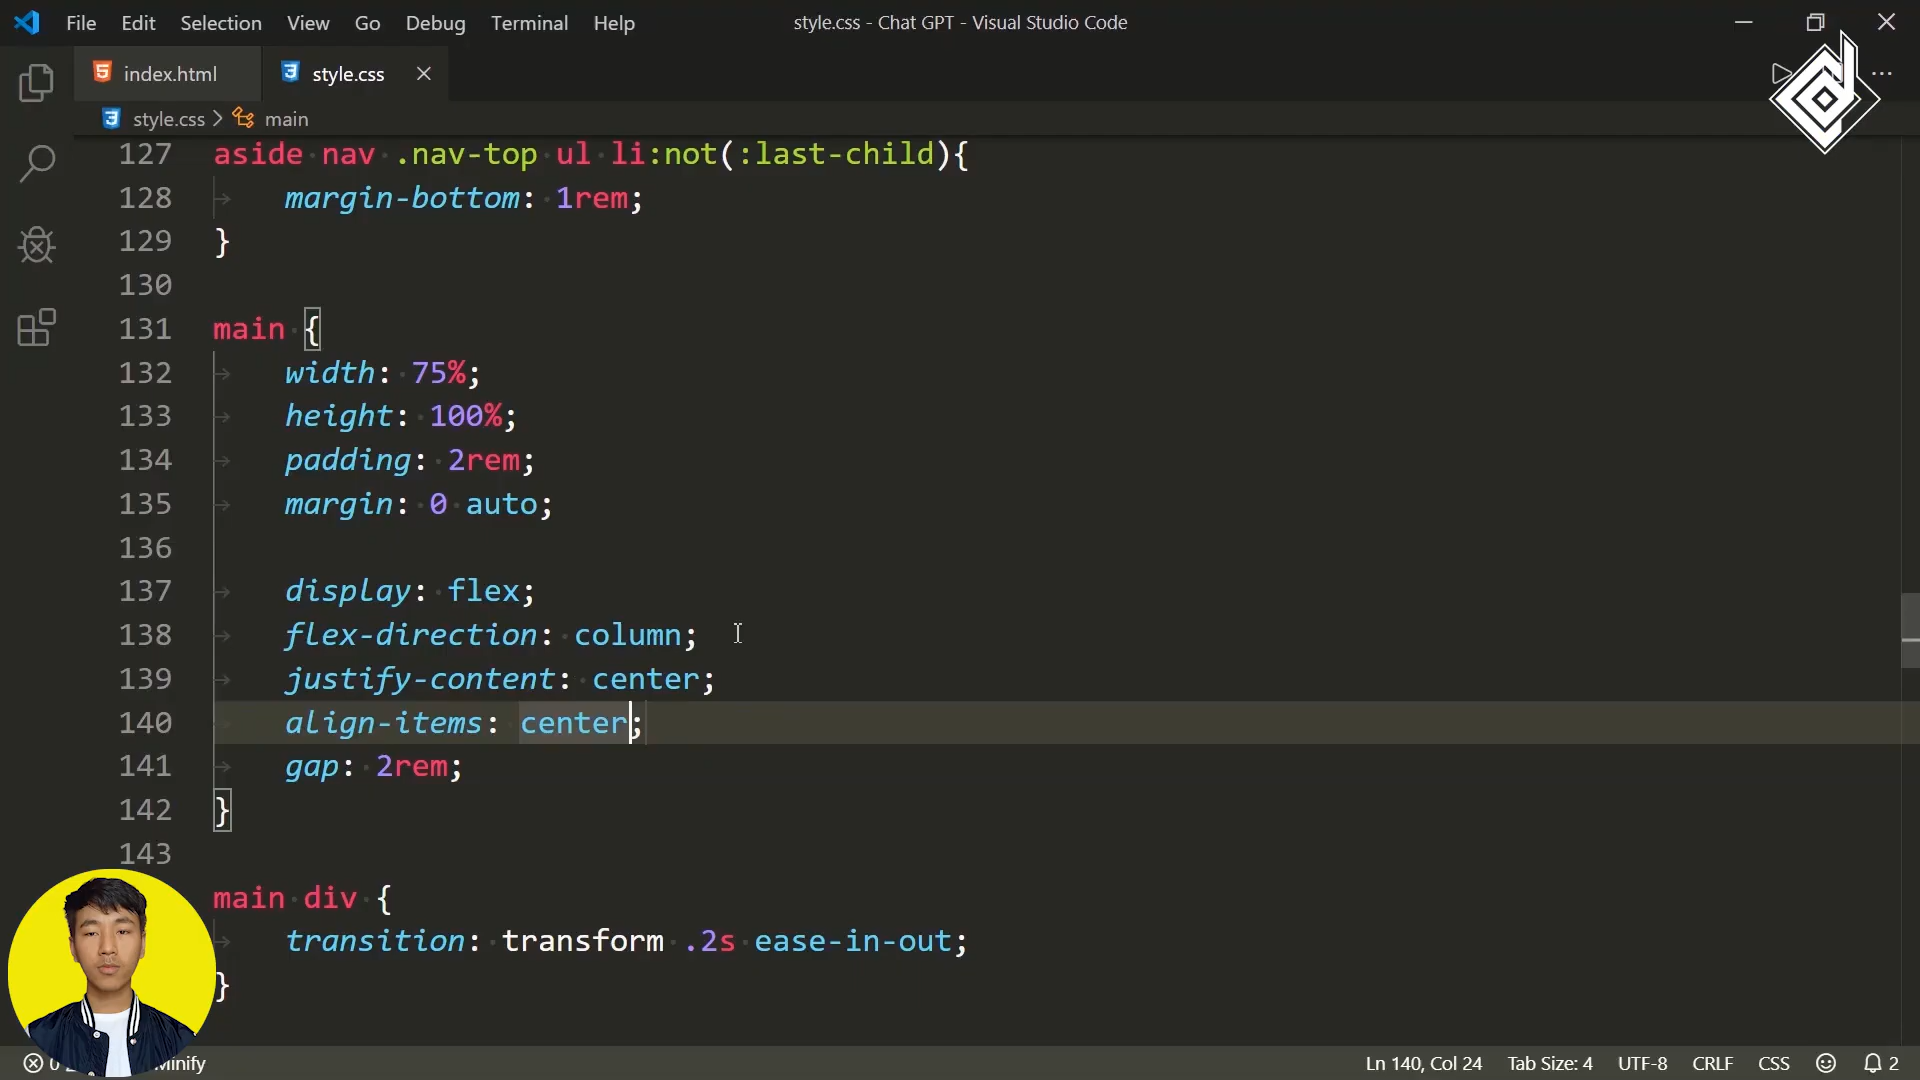 File Edit Selection View Go Debug Terminal Help style.css - Chat GPT - Visual Studio Code
index.html style.css
style.css > main
127 aside nav .nav-top ul li:not(:last-child){
128 margin-bottom: 1rem;
129 }
130
131 main {
132 width: 75%;
133 height: 100%;
134 padding: 2rem;
135 margin: 0 auto;
136
137 display: flex;
138 flex-direction: column;
139 justify-content: center;
140 align-items: center;
141 gap: 2rem;
142 }
143
main div {
transition: transform .2s ease-in-out;
}
0 Minify Ln 140, Col 24 Tab Size: 4 UTF-8 CRLF CSS 2